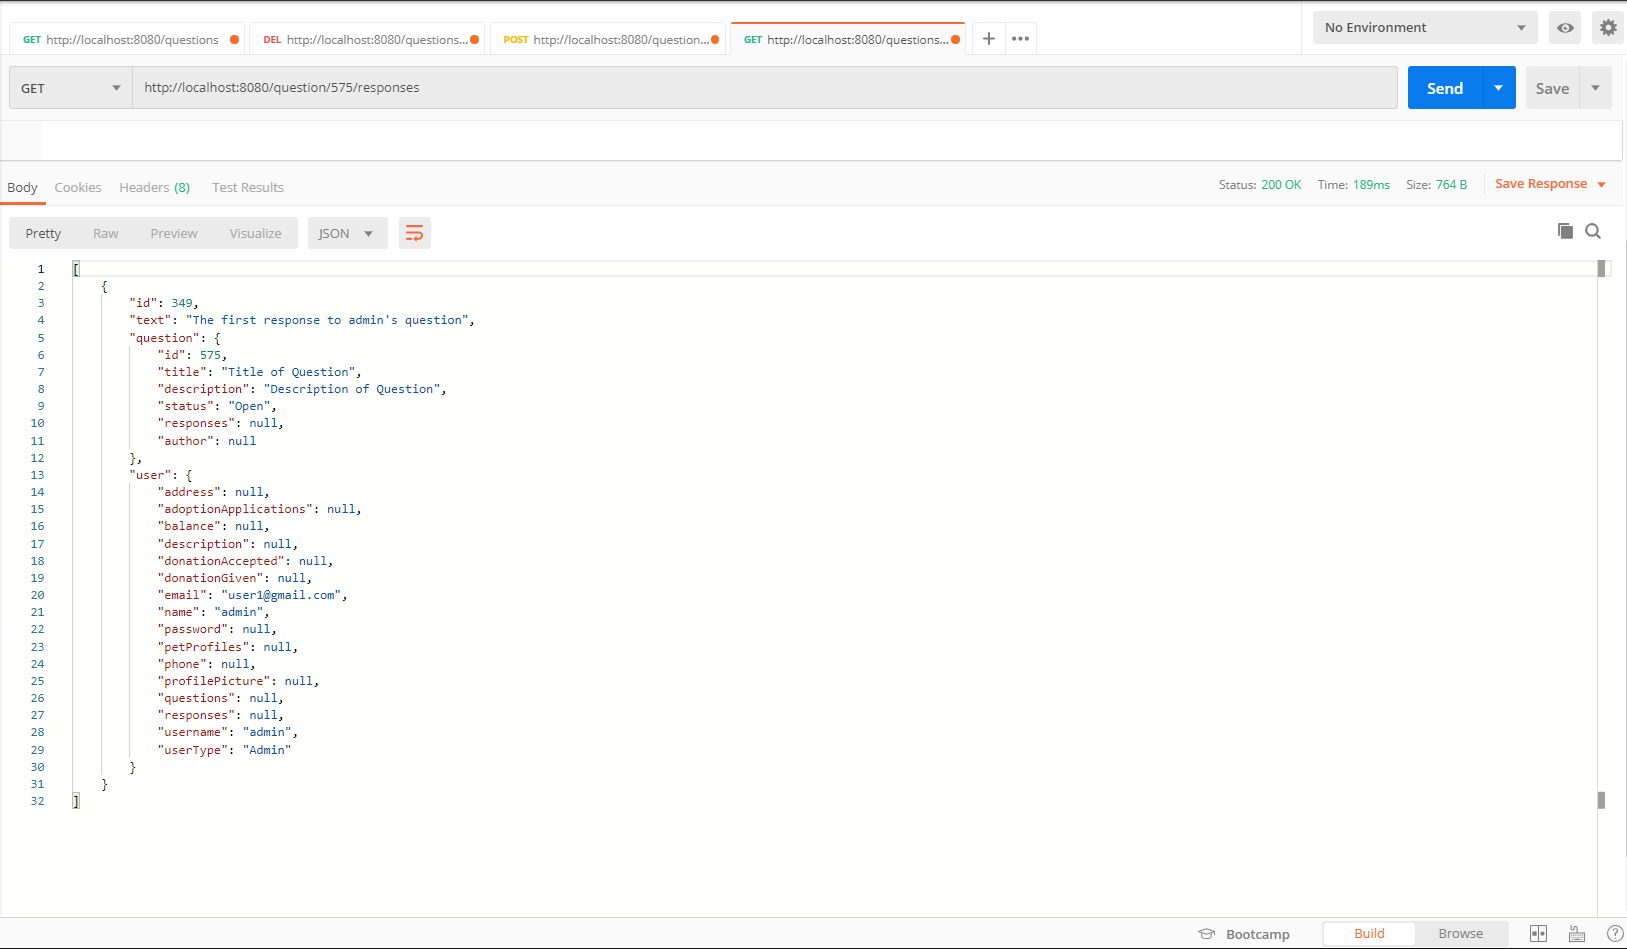 GET http://localhost:8080/questions
DEL http://localhost:8080/questions...
POST http://localhost:8080/question...
GET http://localhost:8080/questions...
No Environment
GET http://localhost:8080/question/575/responses Send Save
Body Cookies Headers (8) Test Results Status: 200 OK Time: 189ms Size: 764 B Save Response
Pretty Raw Preview Visualize JSON
1 [
2 {
3 "id": 349,
4 "text": "The first response to admin's question",
5 "question": {
6 "id": 575,
7 "title": "Title of Question",
8 "description": "Description of Question",
9 "status": "Open",
10 "responses": null,
11 "author": null
12 },
13 "user": {
14 "address": null,
15 "adoptionApplications": null,
16 "balance": null,
17 "description": null,
18 "donationAccepted": null,
19 "donationGiven": null,
20 "email": "user1@gmail.com",
21 "name": "admin",
22 "password": null,
23 "petProfiles": null,
24 "phone": null,
25 "profilePicture": null,
26 "questions": null,
27 "responses": null,
28 "username": "admin",
29 "userType": "Admin"
30 }
31 }
32 ]
Bootcamp Build Browse ?